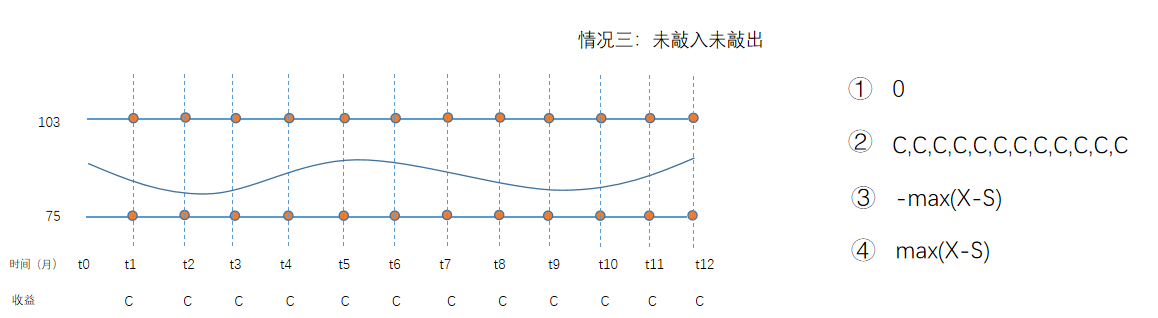 情况三：未敲入未敲出
103
75
时间（月） t0 t1 t2 t3 t4 t5 t6 t7 t8 t9 t10 t11 t12
收益 C C C C C C C C C C C C
① 0
② C,C,C,C,C,C,C,C,C,C,C,C
③ -max(X-S)
④ max(X-S)